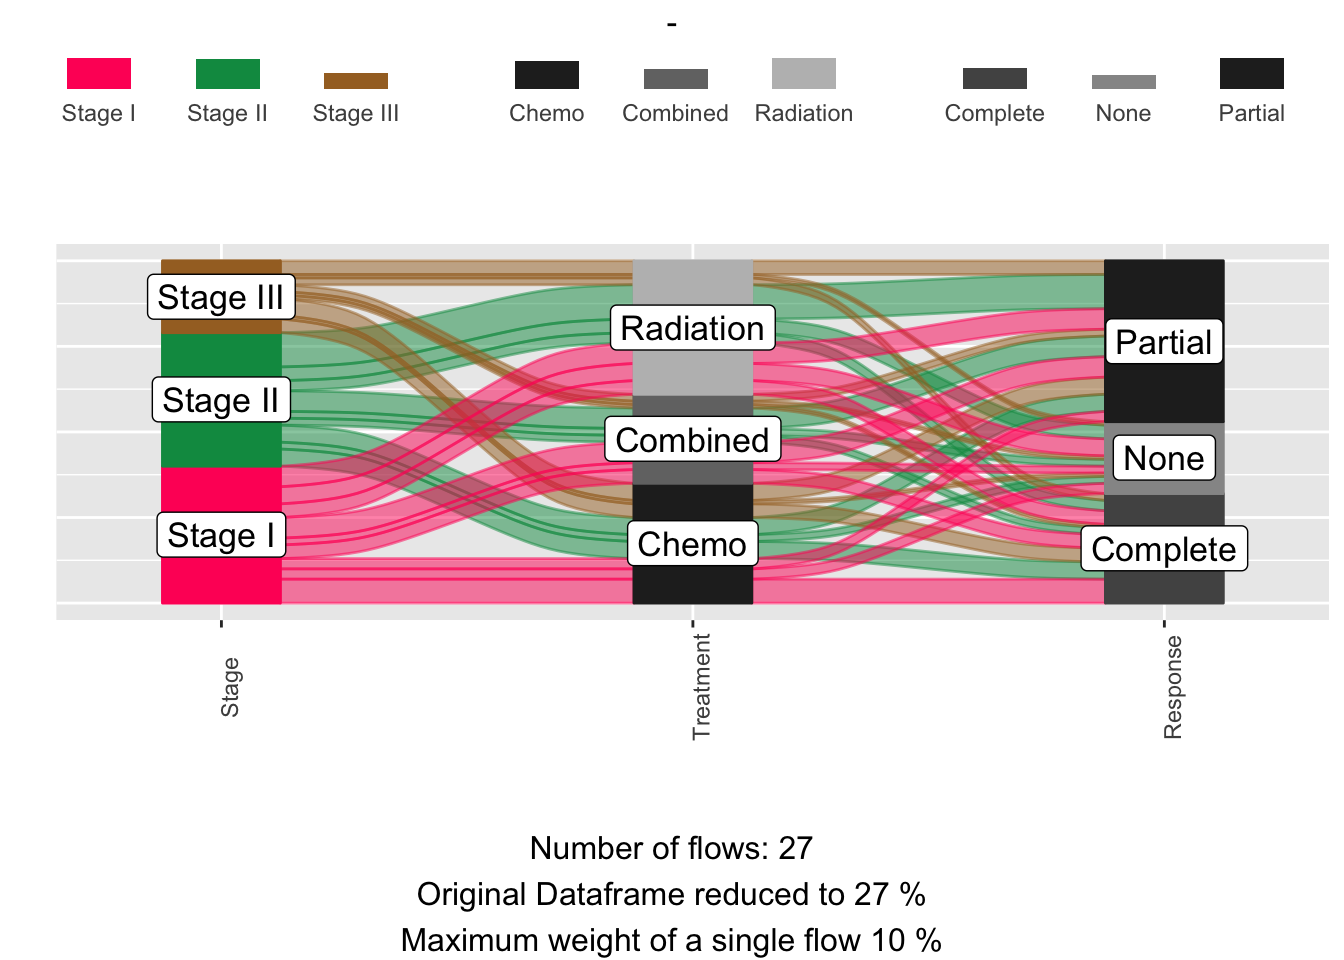 -
Stage I
Stage II
Stage III
Chemo
Combined
Radiation
Complete
None
Partial
Stage III
Stage II
Stage I
Radiation
Combined
Chemo
Partial
None
Complete
Stage
Treatment
Response
Number of flows: 27
Original Dataframe reduced to 27 %
Maximum weight of a single flow 10 %